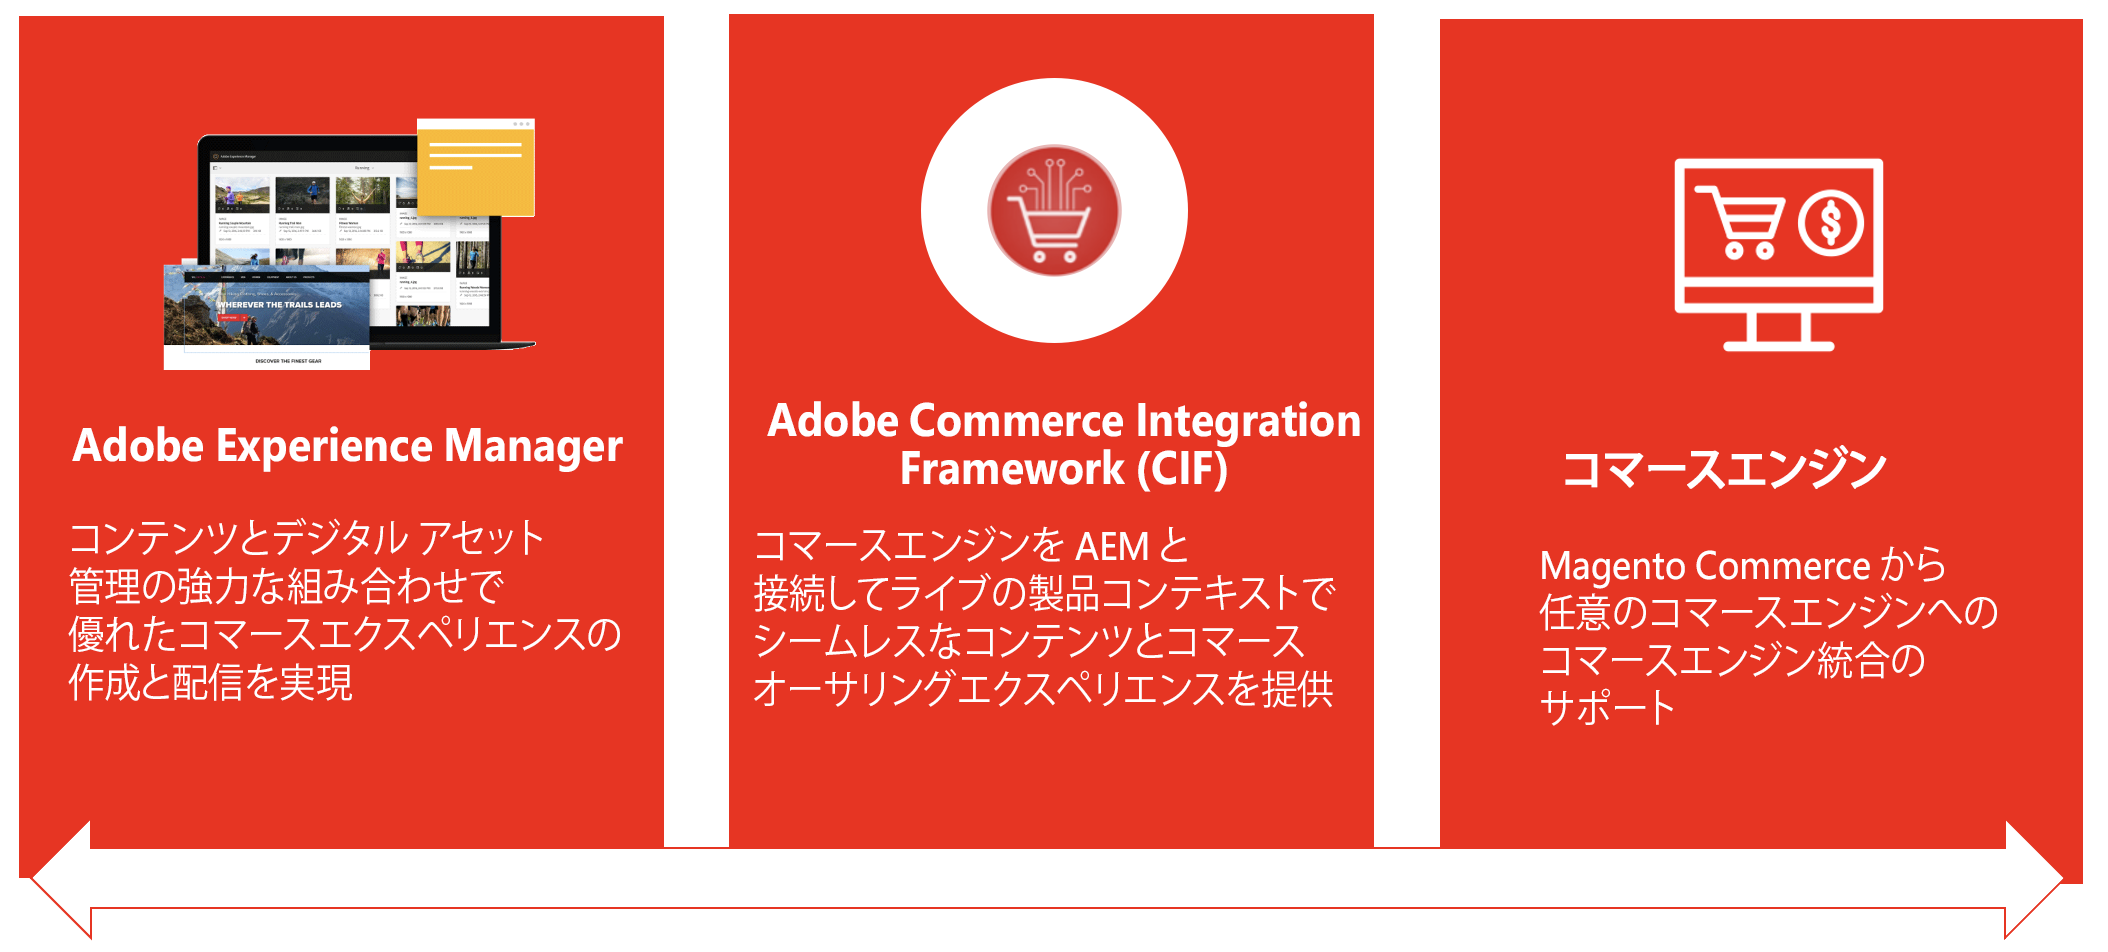 Adobe Experience Manager
WHEREVER THE TRAILS LEADS
DISCOVER THE FINEST GEAR
Adobe Experience Manager
コンテンツとデジタル アセット
管理の強力な組み合わせで
優れたコマースエクスペリエンスの
作成と配信を実現
Adobe Commerce Integration
Framework (CIF)
コマースエンジンを AEM と
接続してライブの製品コンテキストで
シームレスなコンテンツとコマース
オーサリングエクスペリエンスを提供
コマースエンジン
Magento Commerce から
任意のコマースエンジンへの
コマースエンジン統合の
サポート